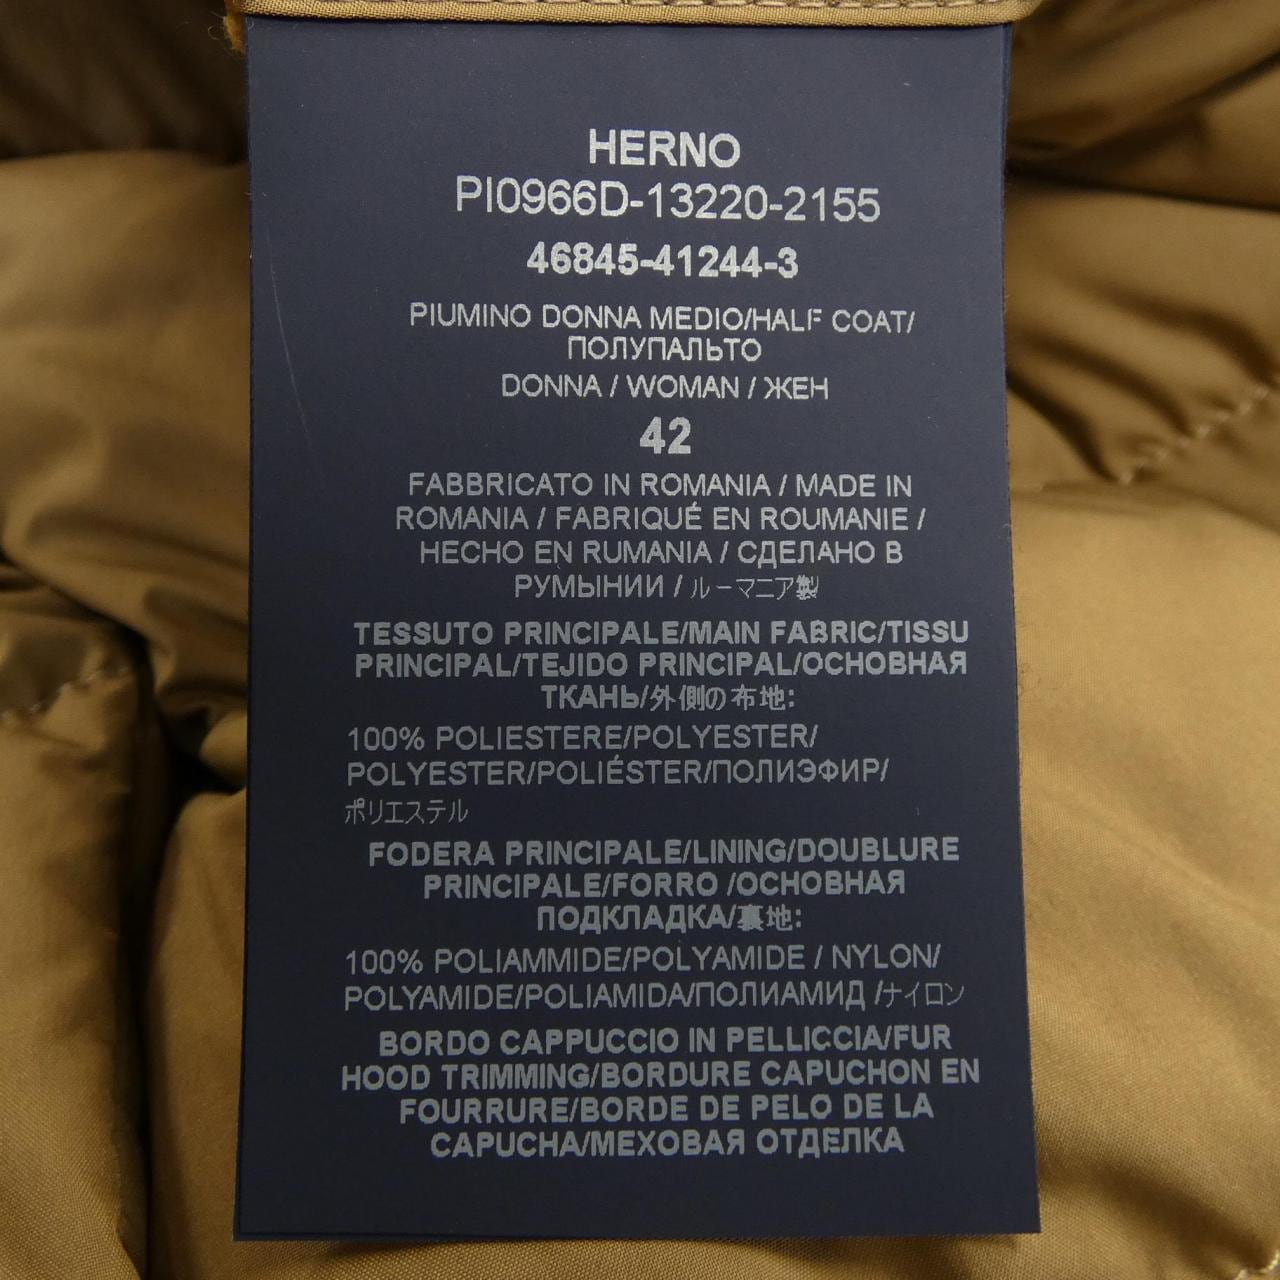 HERNO
PI0966D-13220-2155
46845-41244-3
PIUMINO DONNA MEDIO/HALF COAT/
ПОЛУПАЛЬТО
DONNA / WOMAN / ЖЕН
42
FABBRICATO IN ROMANIA / MADE IN
ROMANIA / FABRIQUÉ EN ROUMANIE /
HECHO EN RUMANIA / СДЕЛАНО В
РУМЫНИИ / ルーマニア製
TESSUTO PRINCIPALE/MAIN FABRIC/TISSU
PRINCIPAL/TEJIDO PRINCIPAL/ОСНОВНАЯ
ТКАНЬ/外側の布地:
100% POLIESTERE/POLYESTER/
POLYESTER/POLIÉSTER/ПОЛИЭФИР/
ポリエステル
FODERA PRINCIPALE/LINING/DOUBLURE
PRINCIPALE/FORRO /ОСНОВНАЯ
ПОДКЛАДКА/裏地:
100% POLIAMMIDE/POLYAMIDE / NYLON/
POLYAMIDE/POLIAMIDA/ПОЛИАМИД /ナイロン
BORDO CAPPUCCIO IN PELLICCIA/FUR
HOOD TRIMMING/BORDURE CAPUCHON EN
FOURRURE/BORDE DE PELO DE LA
CAPUCHA/МЕХОВАЯ ОТДЕЛКА